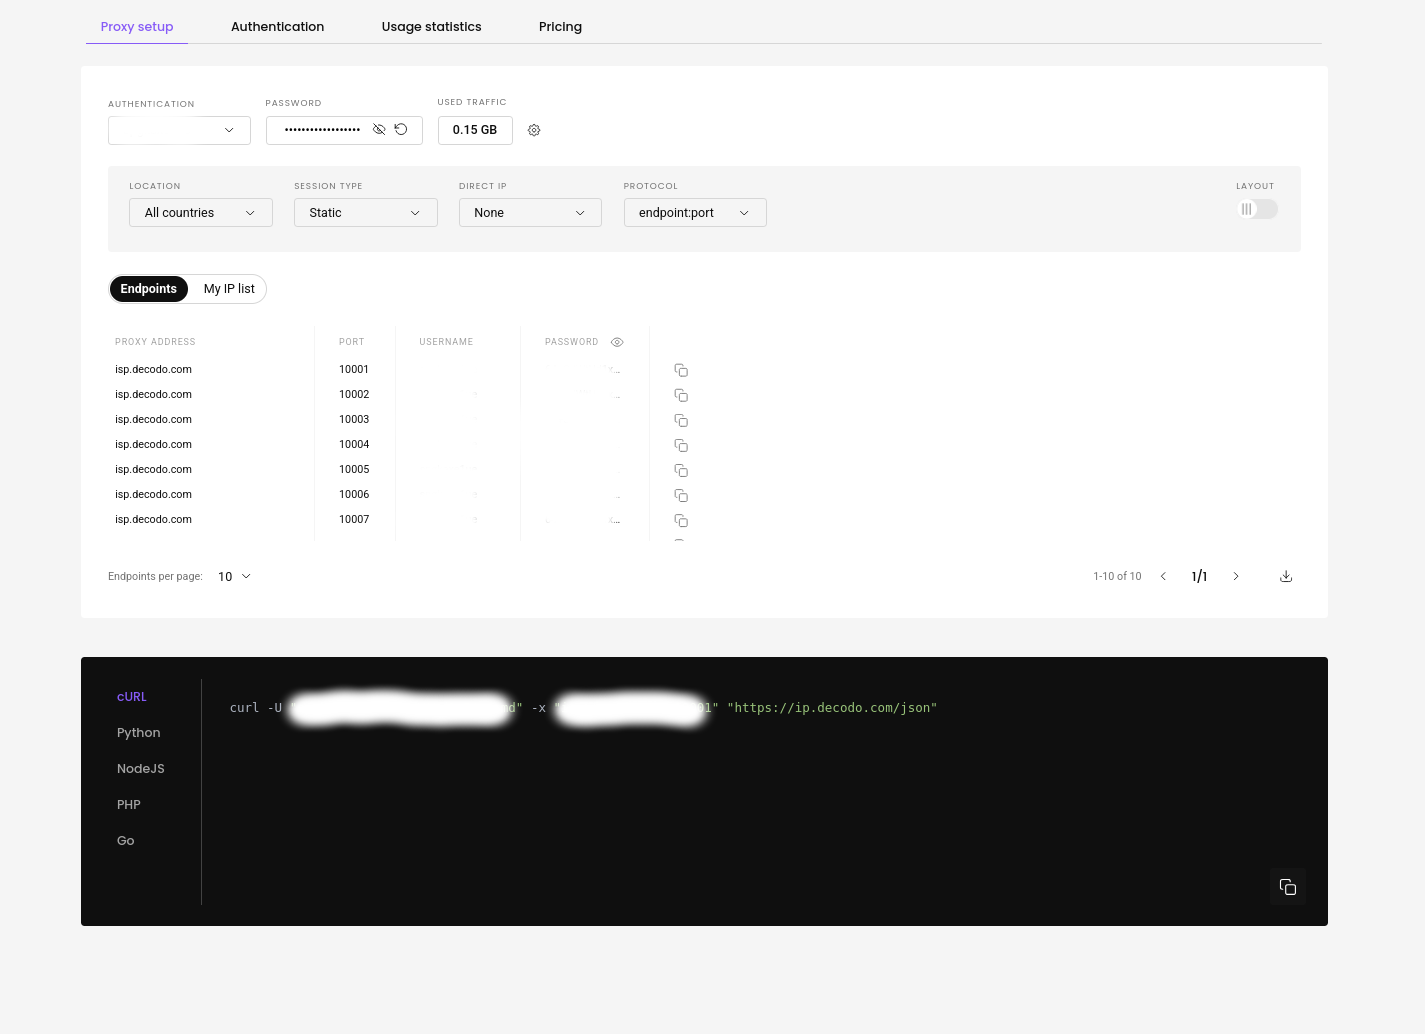 Proxy setup Authentication Usage statistics Pricing
AUTHENTICATION PASSWORD USED TRAFFIC
•••••••••••••••••• 0.15 GB
LOCATION SESSION TYPE DIRECT IP PROTOCOL LAYOUT
All countries Static None endpoint:port
Endpoints My IP list
PROXY ADDRESS PORT USERNAME PASSWORD
isp.decodo.com 10001
isp.decodo.com 10002
isp.decodo.com 10003
isp.decodo.com 10004
isp.decodo.com 10005
isp.decodo.com 10006
isp.decodo.com 10007
Endpoints per page: 10 1-10 of 10 1/1
cURL
Python
NodeJS
PHP
Go
curl -U -x "https://ip.decodo.com/json"